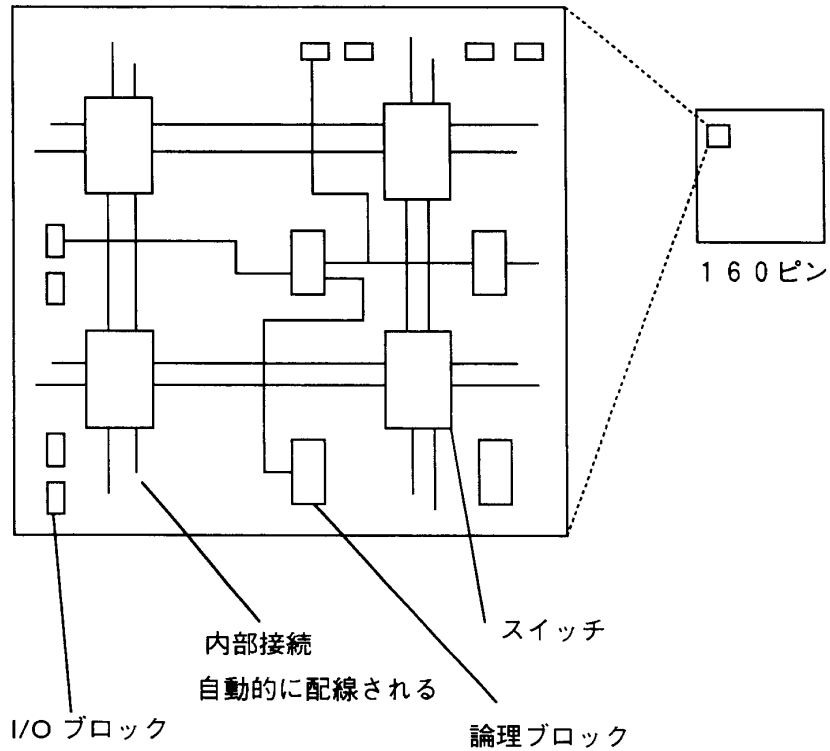 １６０ピン
スイッチ
内部接続
自動的に配線される
I/O ブロック
論理ブロック